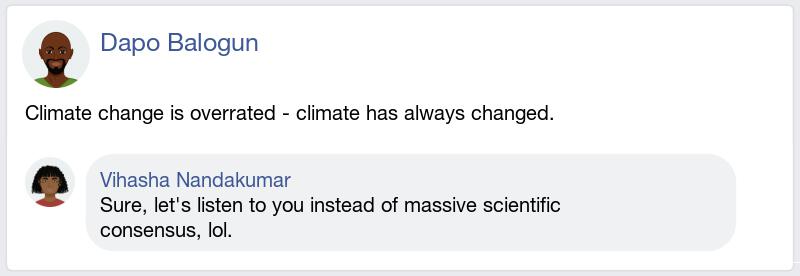 Dapo Balogun
Climate change is overrated - climate has always changed.
Vihasha Nandakumar
Sure, let's listen to you instead of massive scientific
consensus, lol.